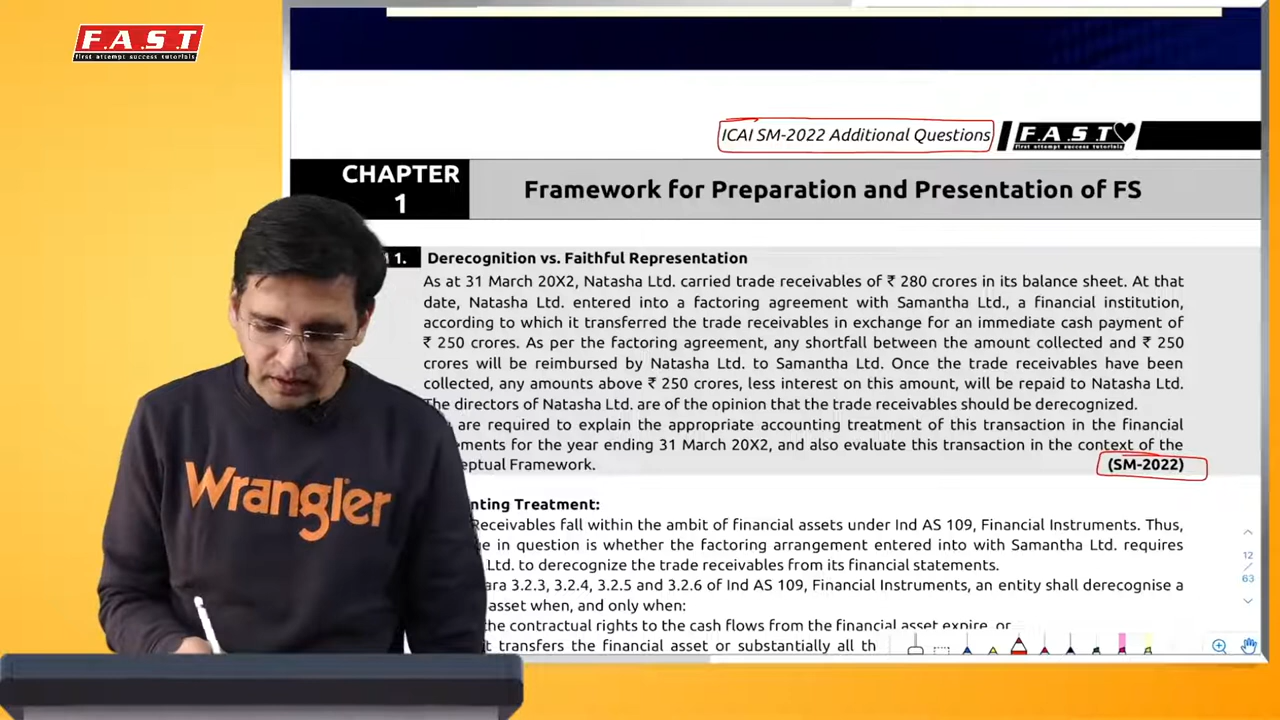 F.A.S.T
first attempt success tutorials
ICAI SM-2022 Additional Questions
F.A.S.T
first attempt success tutorials
CHAPTER
1
Framework for Preparation and Presentation of FS
1. Derecognition vs. Faithful Representation
As at 31 March 20X2, Natasha Ltd. carried trade receivables of ₹ 280 crores in its balance sheet. At that
date, Natasha Ltd. entered into a factoring agreement with Samantha Ltd., a financial institution,
according to which it transferred the trade receivables in exchange for an immediate cash payment of
₹ 250 crores. As per the factoring agreement, any shortfall between the amount collected and ₹ 250
crores will be reimbursed by Natasha Ltd. to Samantha Ltd. Once the trade receivables have been
collected, any amounts above ₹ 250 crores, less interest on this amount, will be repaid to Natasha Ltd.
The directors of Natasha Ltd. are of the opinion that the trade receivables should be derecognized.
are required to explain the appropriate accounting treatment of this transaction in the financial
ements for the year ending 31 March 20X2, and also evaluate this transaction in the context of the
eptual Framework.
(SM-2022)
nting Treatment:
Receivables fall within the ambit of financial assets under Ind AS 109, Financial Instruments. Thus,
e in question is whether the factoring arrangement entered into with Samantha Ltd. requires
Ltd. to derecognize the trade receivables from its financial statements.
ara 3.2.3, 3.2.4, 3.2.5 and 3.2.6 of Ind AS 109, Financial Instruments, an entity shall derecognise a
asset when, and only when:
the contractual rights to the cash flows from the financial asset expire, or
t transfers the financial asset or substantially all th
12
/
63
Wrangler